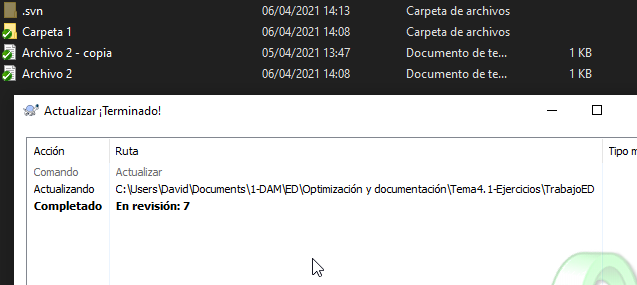 .svn 06/04/2021 14:13 Carpeta de archivos
Carpeta 1 06/04/2021 14:08 Carpeta de archivos
Archivo 2 - copia 05/04/2021 13:47 Documento de te... 1 KB
Archivo 2 06/04/2021 14:08 Documento de te... 1 KB
Actualizar ¡Terminado!
Acción Ruta Tipo m
Comando Actualizar
Actualizando C:\Users\David\Documents\1-DAM\ED\Optimización y documentación\Tema4.1-Ejercicios\TrabajoED
Completado En revisión: 7